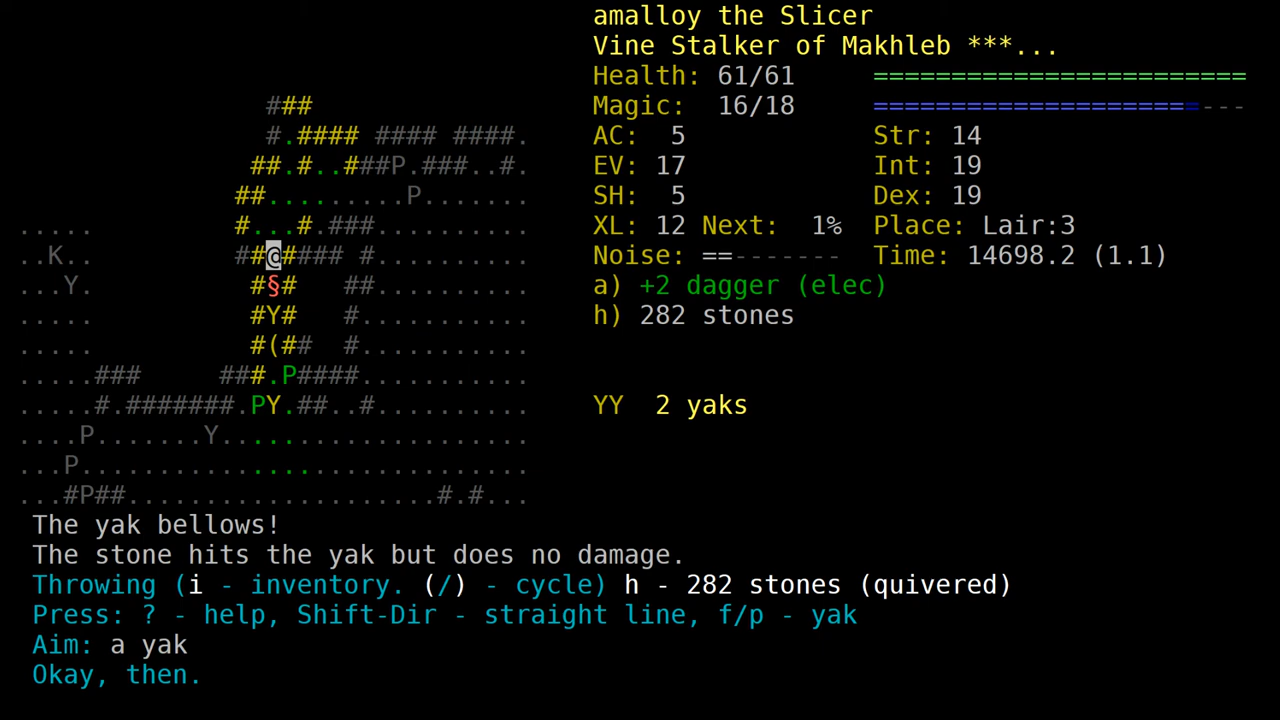 amalloy the Slicer
Vine Stalker of Makhleb ***...
Health: 61/61 ========================
Magic: 16/18 =====================---
AC: 5 Str: 14
EV: 17 Int: 19
SH: 5 Dex: 19
XL: 12 Next: 1% Place: Lair:3
Noise: ==------- Time: 14698.2 (1.1)
a) +2 dagger (elec)
h) 282 stones
YY 2 yaks
###
#.#### #### ####.
##.#..####P.###..#.
##.........P.......
..... #...#.###..........
..K.. ##@#### #..........
...Y. #§# ##..........
..... #Y# #..........
..... #(## #..........
.....### ###.P####..........
.....#.#######.PY.##..#..........
....P.......Y....................
...P.............................
...#P##.....................#.#...
The yak bellows!
The stone hits the yak but does no damage.
Throwing (i - inventory. (/) - cycle) h - 282 stones (quivered)
Press: ? - help, Shift-Dir - straight line, f/p - yak
Aim: a yak
Okay, then.